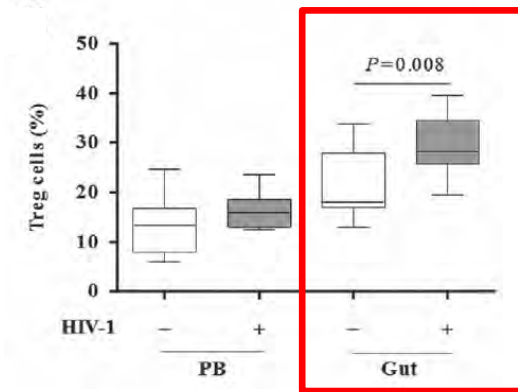 50
P=0.008
40
30
20
10
0
Treg cells (%)
HIV-1 − + − +
PB Gut